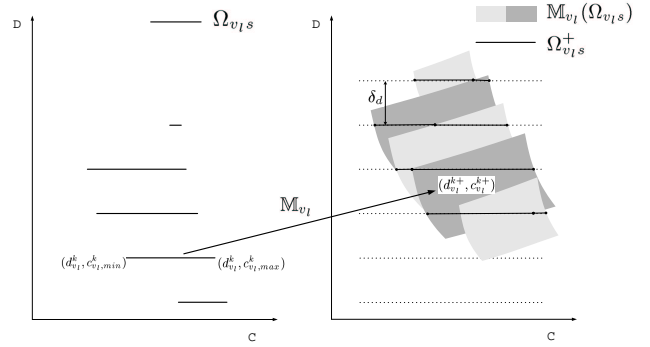 D
Ω_{v_l s}
(d^k_{v_l}, c^k_{v_l,min})
(d^k_{v_l}, c^k_{v_l,max})
C
𝕄_{v_l}
D
𝕄_{v_l}(Ω_{v_l s})
Ω^+_{v_l s}
δ_d
(d^{k+}_{v_l}, c^{k+}_{v_l})
C